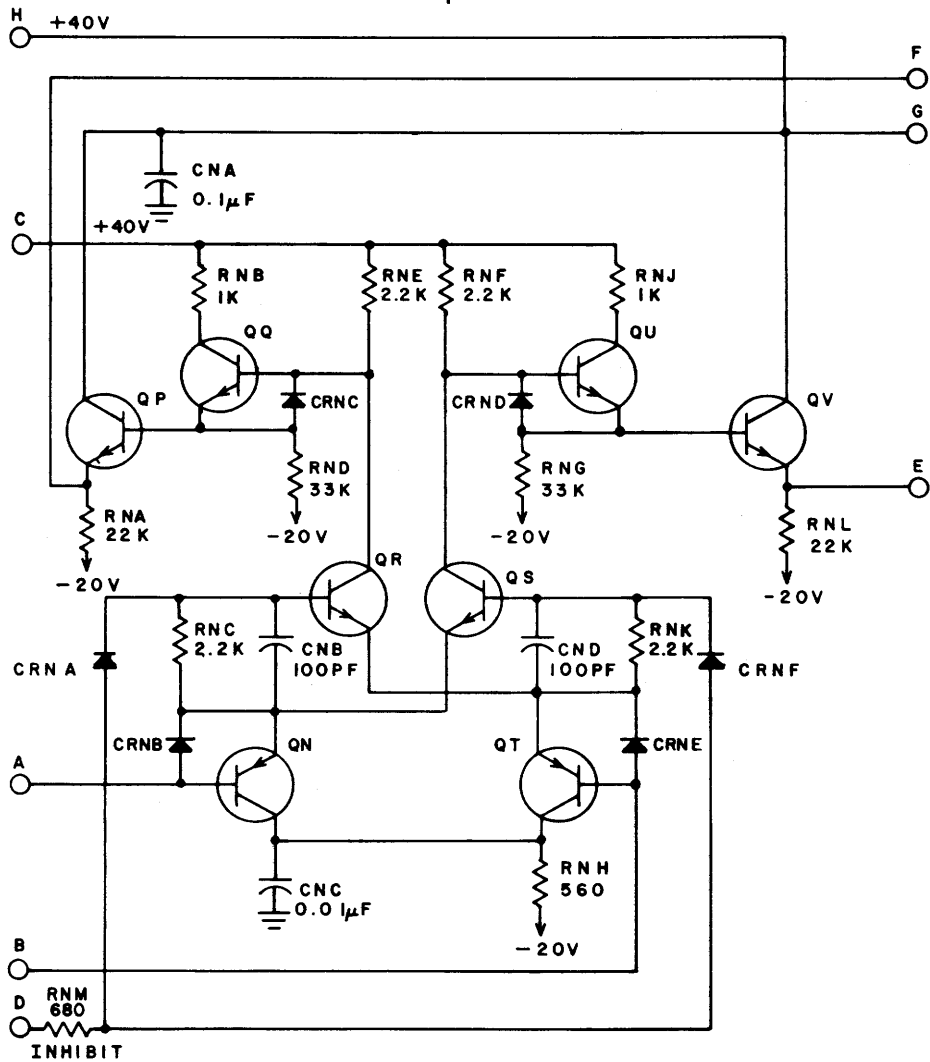 H
+40V
F
G
CNA
0.1μF
C
+40V
RNB
1K
RNE
2.2K
RNF
2.2K
RNJ
1K
QQ
QU
QP
CRNC
CRND
QV
RND
33K
RNG
33K
E
RNA
22K
-20V
-20V
RNL
22K
-20V
-20V
QR
QS
RNC
2.2K
CNB
100PF
CND
100PF
RNK
2.2K
CRNA
CRNF
CRNB
QN
QT
CRNE
A
CNC
0.01μF
RNH
560
-20V
B
D
RNM
680
INHIBIT